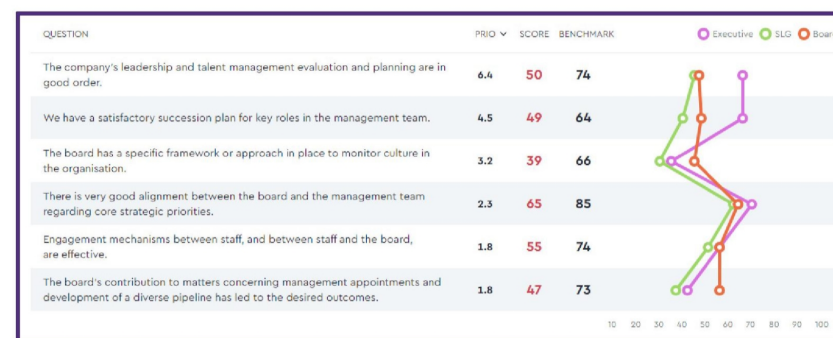 QUESTION PRIO SCORE BENCHMARK Executive SLG Board
The company's leadership and talent management evaluation and planning are in
good order. 6.4 50 74
We have a satisfactory succession plan for key roles in the management team. 4.5 49 64
The board has a specific framework or approach in place to monitor culture in
the organisation. 3.2 39 66
There is very good alignment between the board and the management team
regarding core strategic priorities. 2.3 65 85
Engagement mechanisms between staff, and between staff and the board,
are effective. 1.8 55 74
The board's contribution to matters concerning management appointments and
development of a diverse pipeline has led to the desired outcomes. 1.8 47 73
10 20 30 40 50 60 70 80 90 100